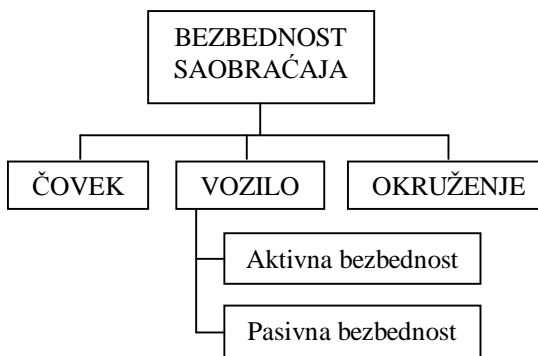 BEZBEDNOST
SAOBRAĆAJA
ČOVEK
VOZILO
OKRUŽENJE
Aktivna bezbednost
Pasivna bezbednost